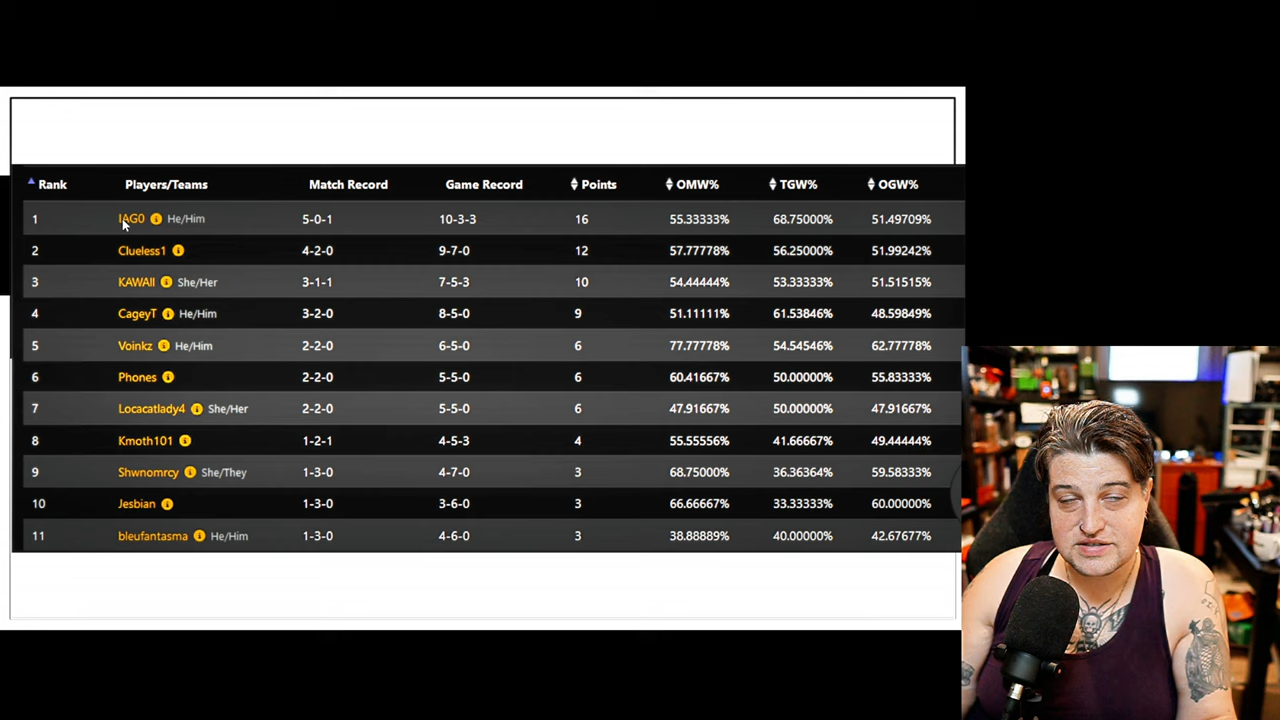 Rank Players/Teams Match Record Game Record Points OMW% TGW% OGW%
1 IAG0 He/Him 5-0-1 10-3-3 16 55.33333% 68.75000% 51.49709%
2 Clueless1 4-2-0 9-7-0 12 57.77778% 56.25000% 51.99242%
3 KAWAII She/Her 3-1-1 7-5-3 10 54.44444% 53.33333% 51.51515%
4 CageyT He/Him 3-2-0 8-5-0 9 51.11111% 61.53846% 48.59849%
5 Voinkz He/Him 2-2-0 6-5-0 6 77.77778% 54.54546% 62.77778%
6 Phones 2-2-0 5-5-0 6 60.41667% 50.00000% 55.83333%
7 Locacatlady4 She/Her 2-2-0 5-5-0 6 47.91667% 50.00000% 47.91667%
8 Kmoth101 1-2-1 4-5-3 4 55.55556% 41.66667% 49.44444%
9 Shwnomrcy She/They 1-3-0 4-7-0 3 68.75000% 36.36364% 59.58333%
10 Jesbian 1-3-0 3-6-0 3 66.66667% 33.33333% 60.00000%
11 bleufantasma He/Him 1-3-0 4-6-0 3 38.88889% 40.00000% 42.67677%